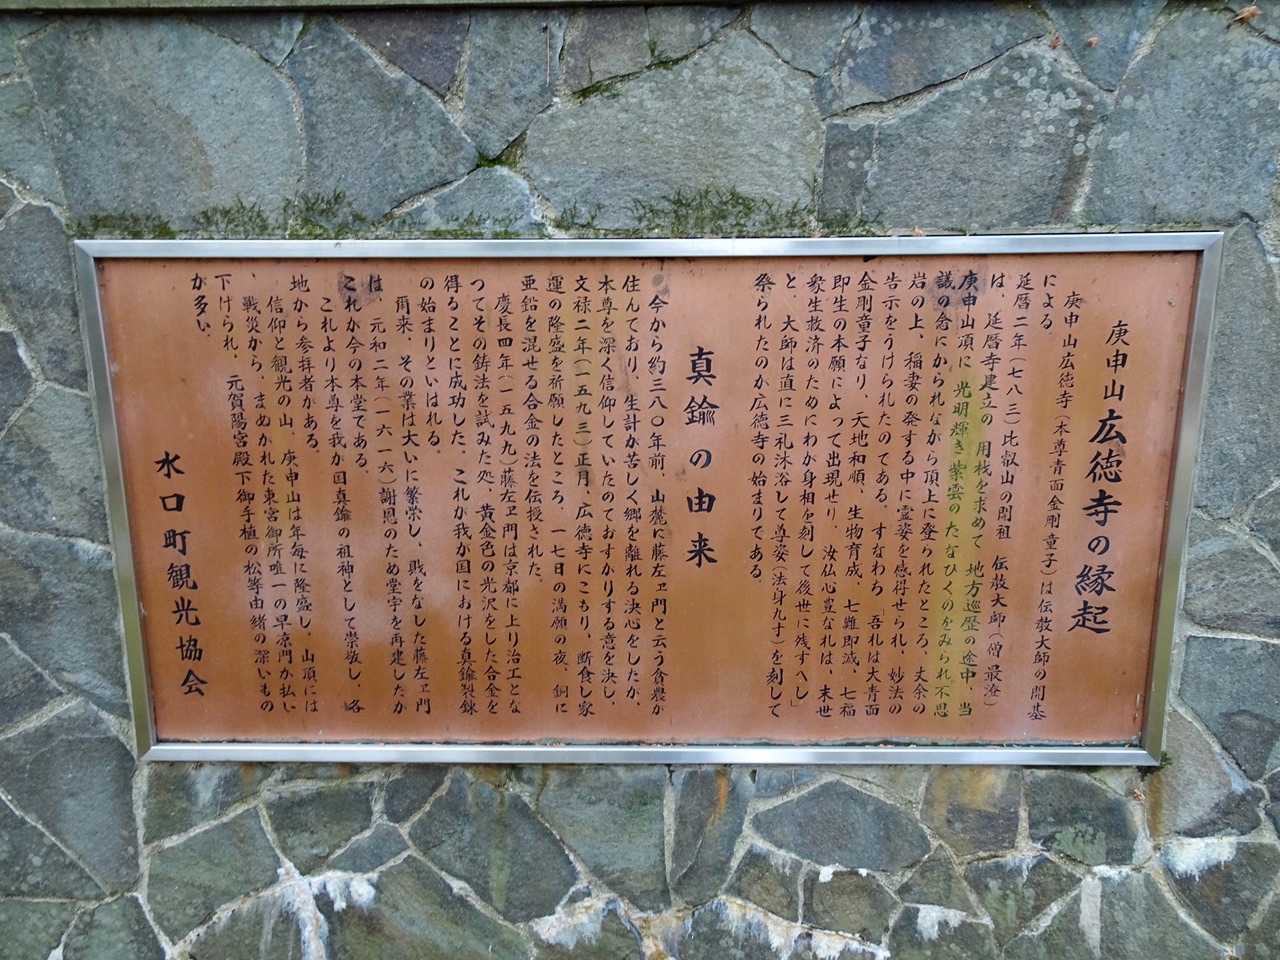 庚申山広徳寺の縁起
庚申山広徳寺(本尊青面金剛童子)は伝教大師の開基
による。
延暦二年(七八三)比叡山の開祖 伝教大師(僧最澄)
は、延暦寺建立の 用材を求めて 地方巡歴の途中、当
庚申山頂に 光明輝き紫雲のたなびくのをみられ不思
議の念にかられながら頂上に登られたところ、丈余の
岩の上、稲妻の発する中に霊姿を感得せられ、妙法の
告示をうけられたのである。すなわち「吾れは大青面
金剛童子なり、天地和順、生物育成、七難即滅、七福
即生の本願によって出現せり、汝仏心豊な礼は、末世
衆生救済のためにわが身相を刻して後世に残すべし」
と、大師は直に三礼沐浴して尊姿(法身九寸)を刻して
祭られたのが広徳寺の始まりである。
真鍮の由来
今から約三八〇年前、山麓に藤左ヱ門と云う貧農が
住んでおり、生計が苦しく郷を離れる決心をしたが、
本尊を深く信仰していたのでおすがりする意を決し、
文禄二年(一五九三)正月、広徳寺にこもり、断食し家
運の隆盛を祈願したところ、一七日の満願の夜、銅に
亜鉛を混ぜる合金の法を伝授された。
慶長四年(一五九九)藤左ヱ門は京都に上り冶工とな
ってその鋳法を試みた処、黄金色の光沢をした合金を
得ることに成功した。これが我が国における真鍮製錬
の始まりといはれる。
爾来、その業は大いに繁栄し、財をなした藤左ヱ門
は、元和二年(一六一六)謝恩のため堂宇を再建したが
これが今の本堂である。
これより本尊を我が国真鍮の祖神として崇敬し、各
地から参拝者がある。
信仰と観光の山、庚申山は年毎に隆盛し、山頂には
、戦災から、まぬかれた東宮御所唯一の早凉門が払い
下げられ、元賀陽宮殿下御手植の松等由緒の深いもの
が多い。
水口町観光協会